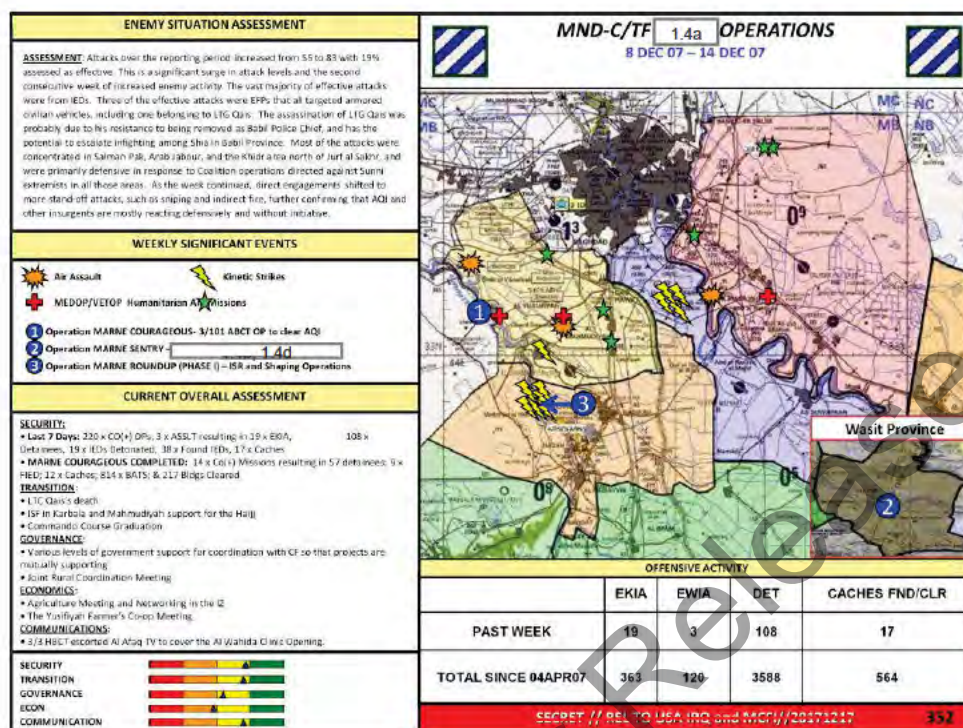 ENEMY SITUATION ASSESSMENT
ASSESSMENT: Attacks over the reporting period increased from 55 to 83 with 19%
assessed as effective. This is a significant surge in attack levels and the second
consecutive week of increased enemy activity. The vast majority of effective attacks
were from IEDs. Three of the effective attacks were EFPs that all targeted armored
civilian vehicles, including one belonging to LTG Qais. The assassination of LTG Qais was
probably due to his resistance to being removed as Babil Police Chief, and has the
potential to escalate infighting among Shia in Babil Province. Most of the attacks were
concentrated in Salman Pak, Arab Jabour, and the Khidr area north of Jurf al Sakhr, and
were primarily defensive in response to Coalition operations directed against Sunni
extremists in all those areas. As the week continued, direct engagements shifted to
more stand-off attacks, such as sniping and indirect fire, further confirming that AQI and
other insurgents are mostly reacting defensively and without initiative.
WEEKLY SIGNIFICANT EVENTS
Air Assault
Kinetic Strikes
MEDOP/VETOP Humanitarian Missions
1 Operation MARNE COURAGEOUS- 3/101 ABCT OP to clear AQI
2 Operation MARNE SENTRY - 1.4d
3 Operation MARNE ROUNDUP (PHASE I) – ISR and Shaping Operations
CURRENT OVERALL ASSESSMENT
SECURITY:
• Last 7 Days: 220 x CO(+) OPs, 3 x ASSLT resulting in 19 x EKIA, 108 x
Detainees, 19 x IEDs Detonated, 38 x Found IEDs, 17 x Caches
• MARNE COURAGEOUS COMPLETED: 14 x Co(+) Missions resulting in 57 detainees; 9 x
FIED; 12 x Caches; 814 x BATS; & 217 Bldgs Cleared
TRANSITION:
• LTC Qais's death
• ISF in Karbala and Mahmudiyah support for the Hajj
• Commando Course Graduation
GOVERNANCE:
• Various levels of government support for coordination with CF so that projects are
mutually supporting
• Joint Rural Coordination Meeting
ECONOMICS:
• Agriculture Meeting and Networking in the IZ
• The Yusifiyah Farmer's Co-op Meeting
COMMUNICATIONS:
• 3/3 HBCT escorted Al Afaq TV to cover the Al Wahida Clinic Opening.
SECURITY
TRANSITION
GOVERNANCE
ECON
COMMUNICATION
MND-C/TF 1.4a OPERATIONS
8 DEC 07 – 14 DEC 07
MC NC
MB NB
1
3
Wasit Province
2
OFFENSIVE ACTIVITY
EKIA EWIA DET CACHES FND/CLR
PAST WEEK 19 3 108 17
TOTAL SINCE 04APR07 363 120 3588 564
SECRET // REL TO USA IRQ and MCFI//20171217 352
Release